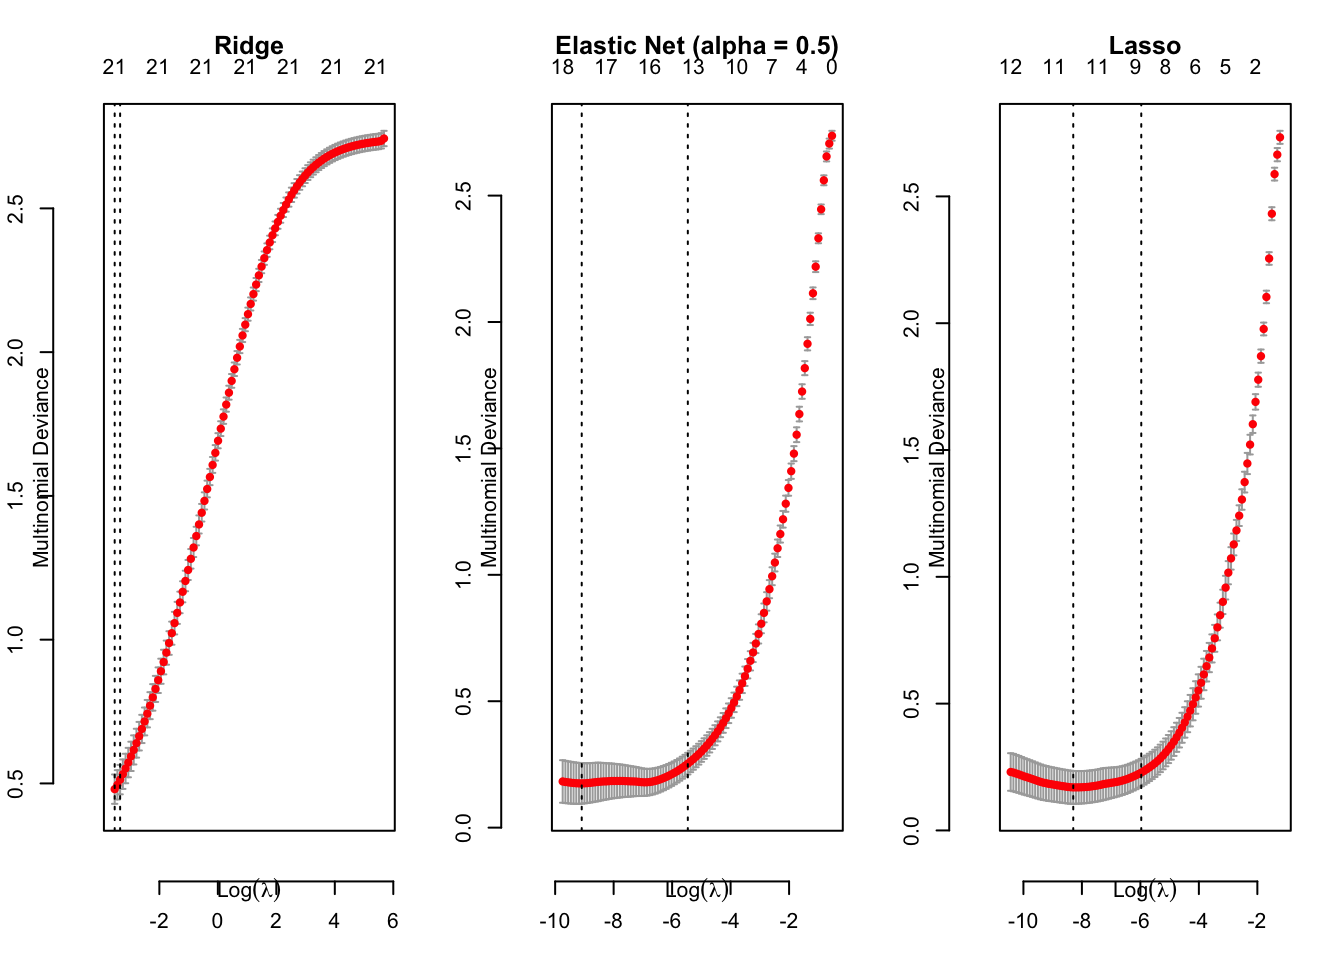 Ridge
21 21 21 21 21 21 21
Multinomial Deviance
2.5
2.0
1.5
1.0
0.5
-2 0 2 4 6
Log(λ)
Elastic Net (alpha = 0.5)
18 17 16 13 10 7 4 0
Multinomial Deviance
2.5
2.0
1.5
1.0
0.5
0.0
-10 -8 -6 -4 -2
Log(λ)
Lasso
12 11 11 9 8 6 5 2
Multinomial Deviance
2.5
2.0
1.5
1.0
0.5
0.0
-10 -8 -6 -4 -2
Log(λ)